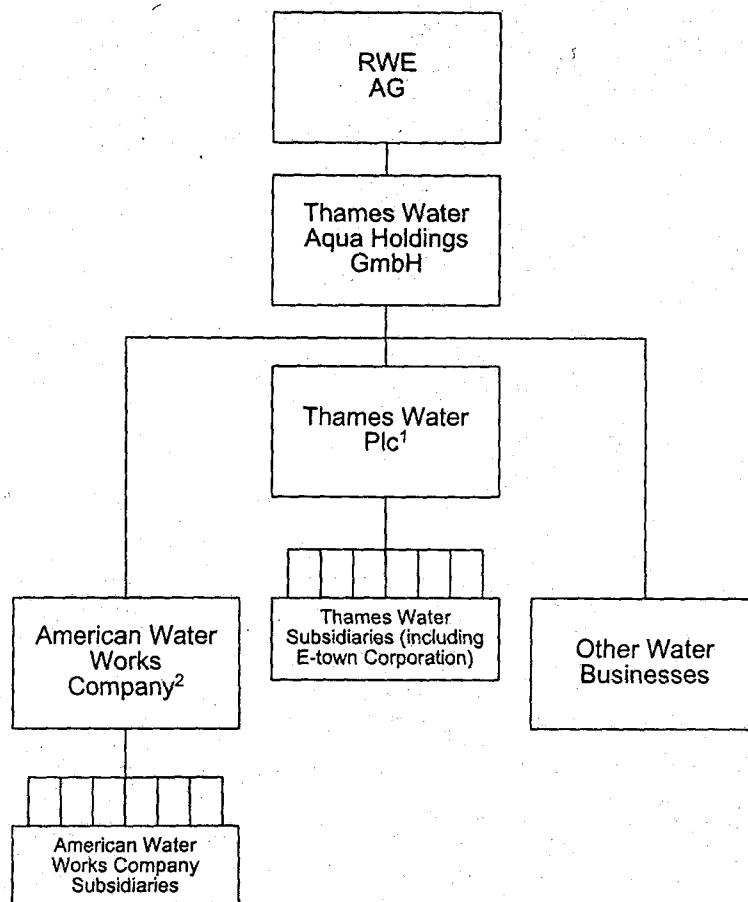 RWE
AG
Thames Water
Aqua Holdings
GmbH
Thames Water
Plc¹
American Water
Works
Company²
Thames Water
Subsidiaries (including
E-town Corporation)
Other Water
Businesses
American Water
Works Company
Subsidiaries